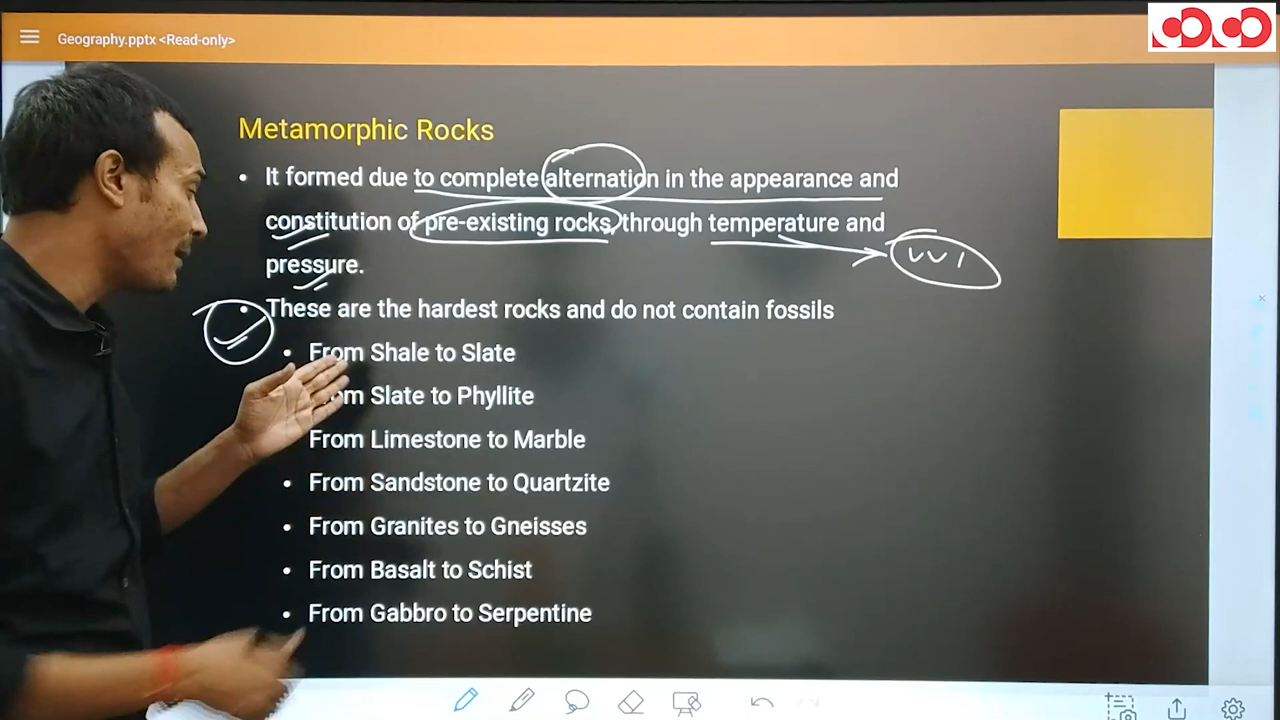 Geography.pptx <Read-only>
Metamorphic Rocks
• It formed due to complete alternation in the appearance and
constitution of pre-existing rocks, through temperature and
pressure.
• These are the hardest rocks and do not contain fossils
• From Shale to Slate
From Slate to Phyllite
From Limestone to Marble
• From Sandstone to Quartzite
• From Granites to Gneisses
• From Basalt to Schist
• From Gabbro to Serpentine